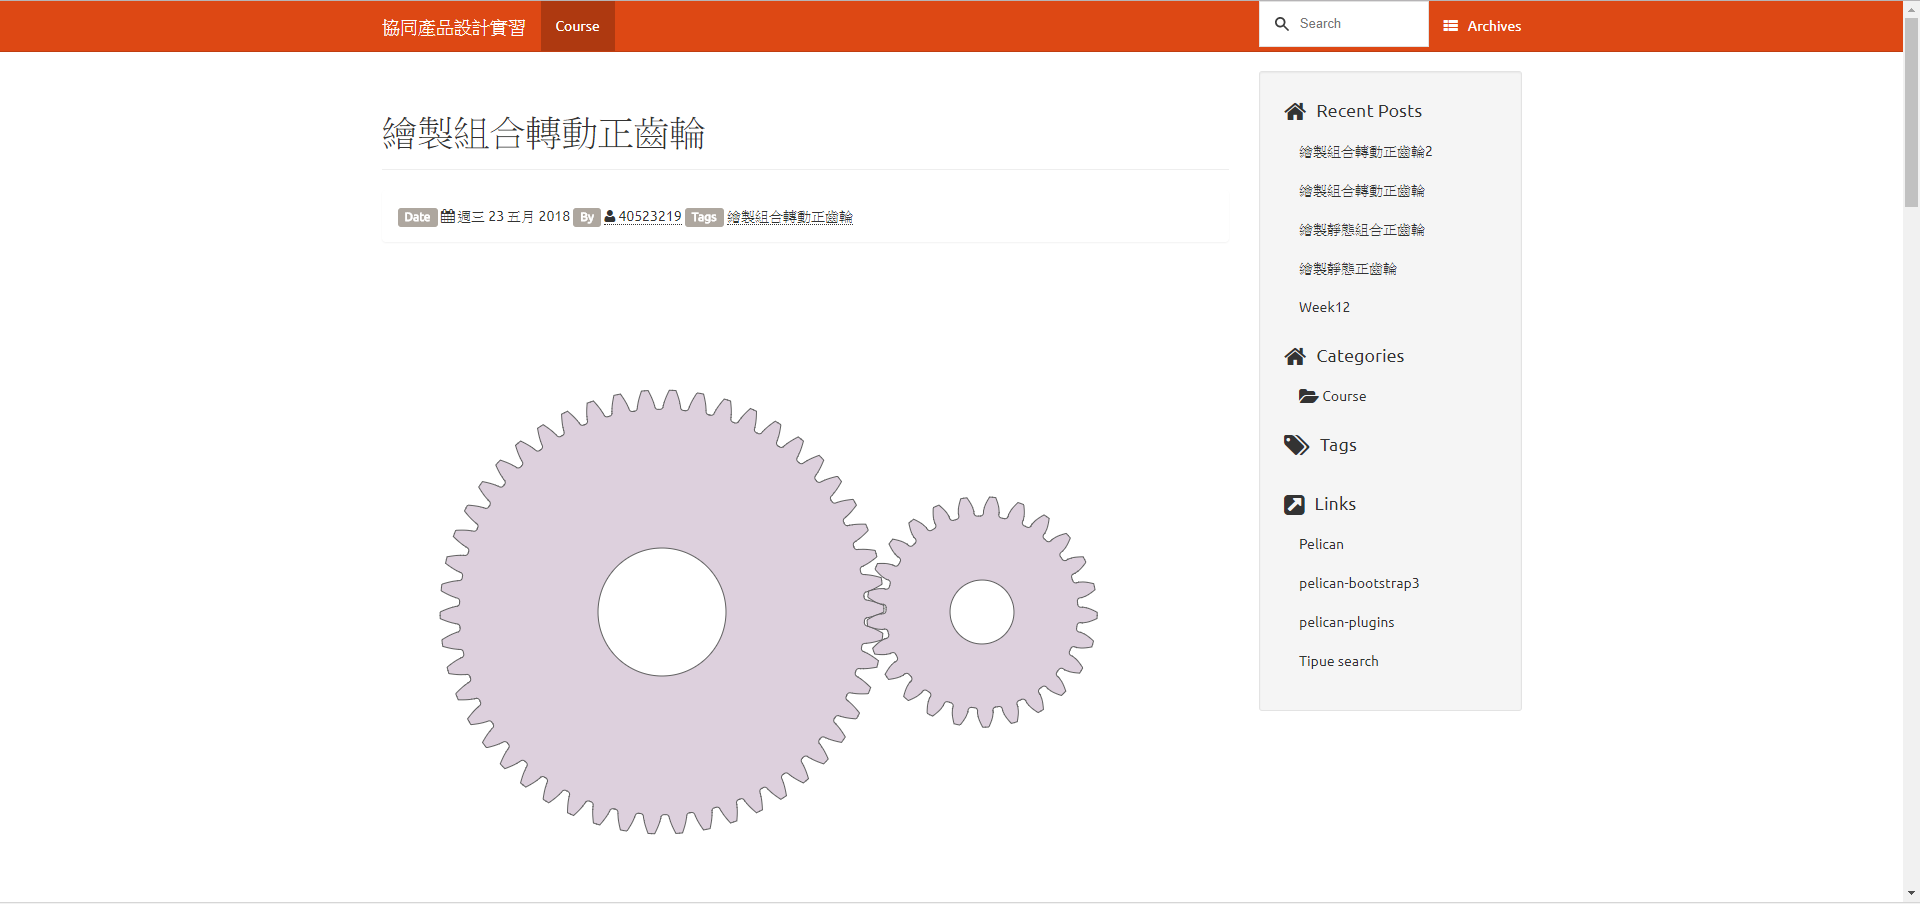 協同產品設計實習 Course Search Archives
繪製組合轉動正齒輪
Date 週三 23 五月 2018 By 40523219 Tags 繪製組合轉動正齒輪
Recent Posts
繪製組合轉動正齒輪2
繪製組合轉動正齒輪
繪製靜態組合正齒輪
繪製靜態正齒輪
Week12
Categories
Course
Tags
Links
Pelican
pelican-bootstrap3
pelican-plugins
Tipue search